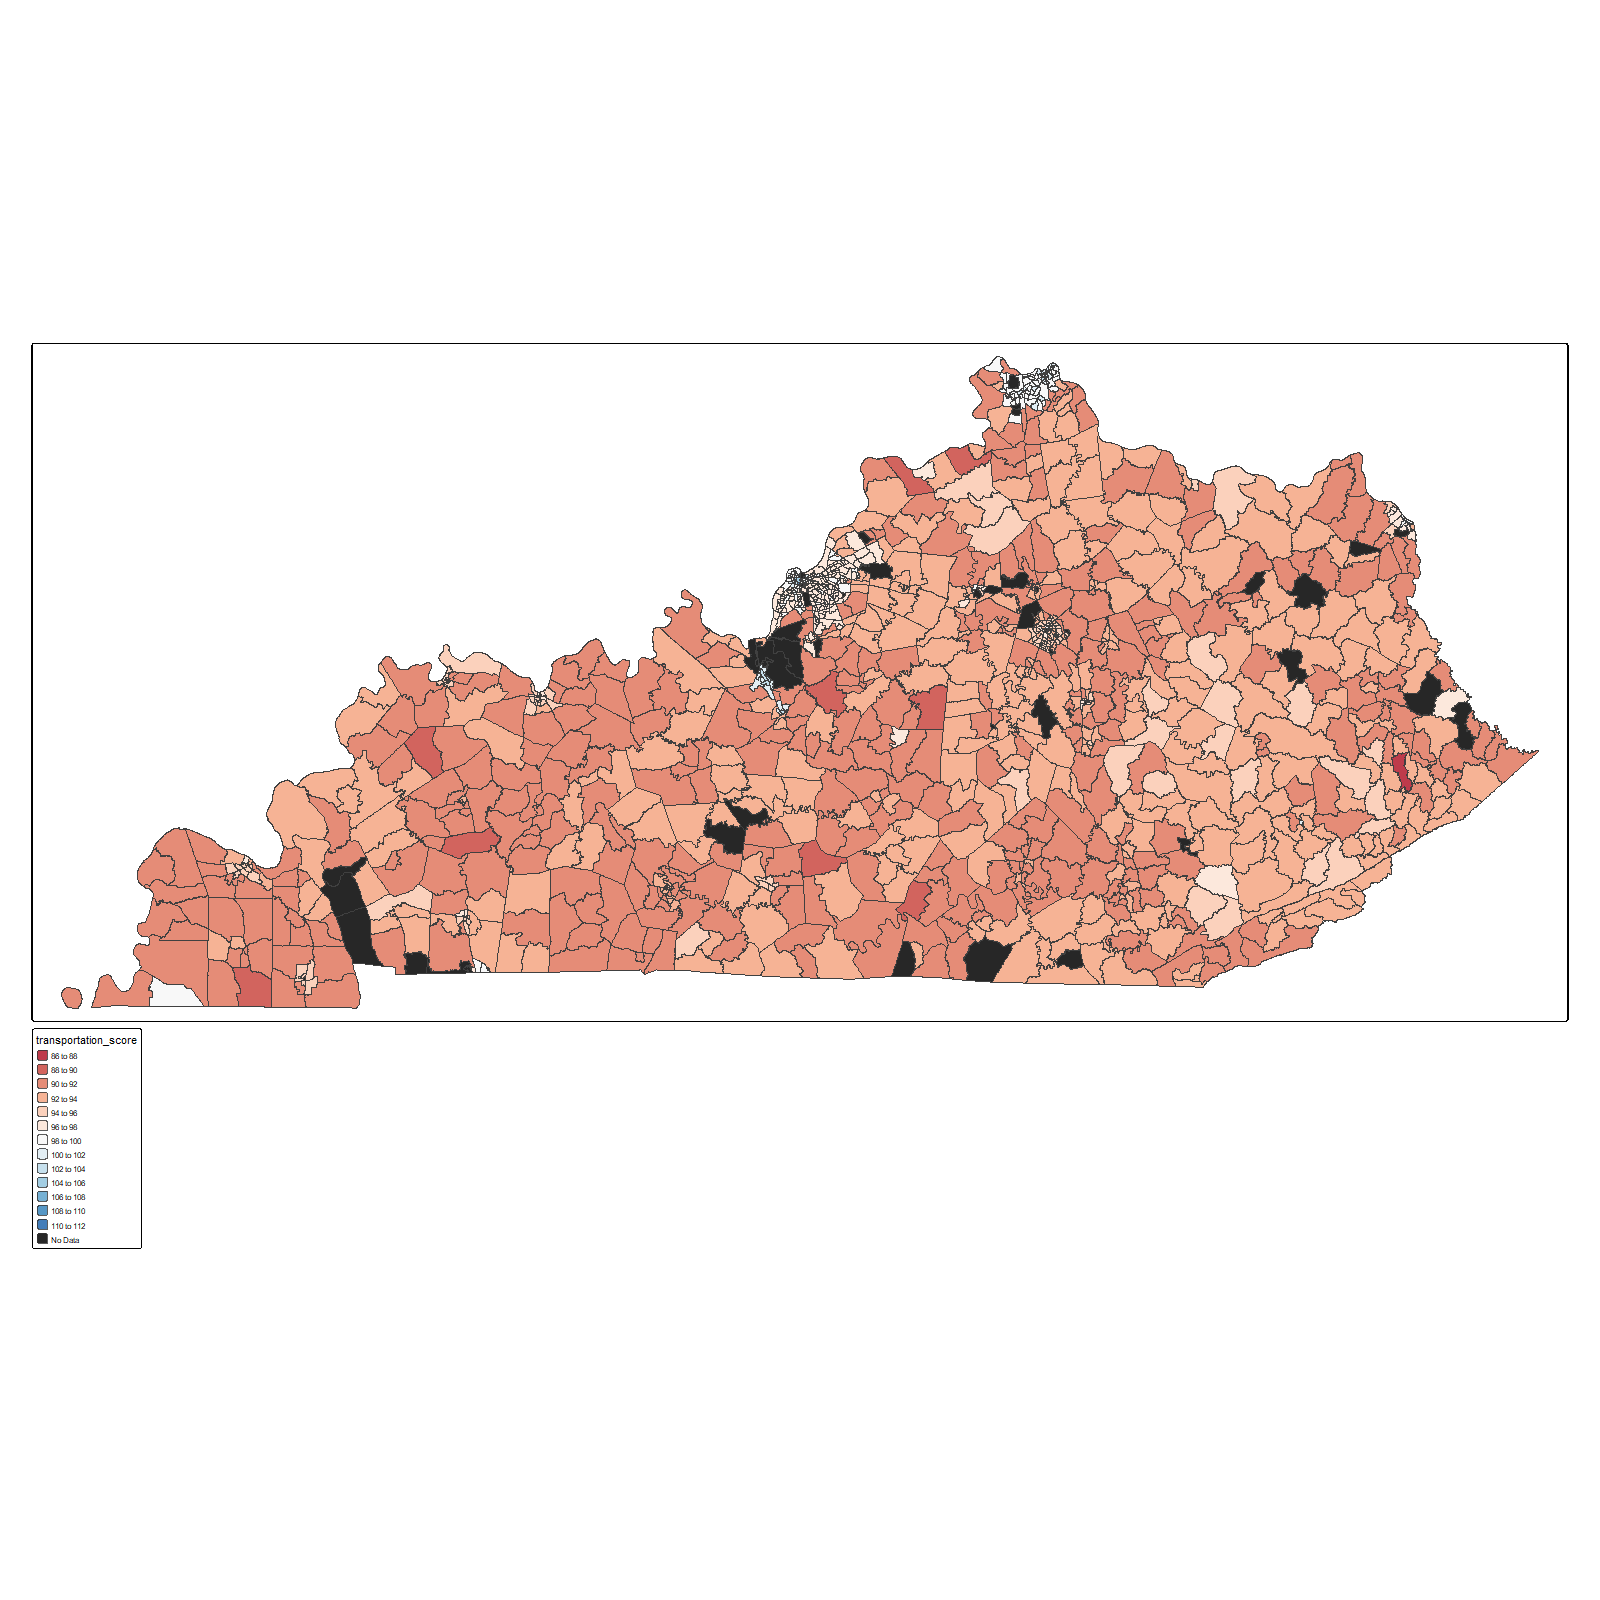 transportation_score
86 to 88
88 to 90
90 to 92
92 to 94
94 to 96
96 to 98
98 to 100
100 to 102
102 to 104
104 to 106
106 to 108
108 to 110
110 to 112
No Data